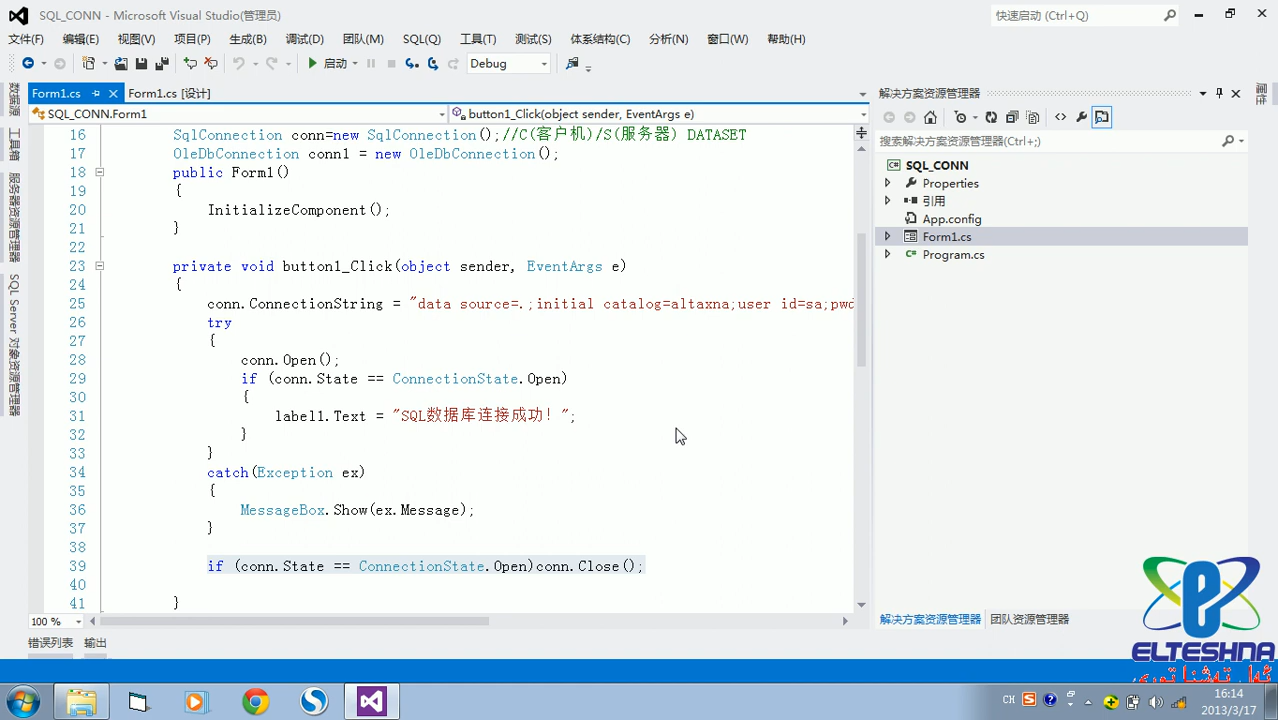 SQL_CONN - Microsoft Visual Studio(管理员)
快速启动 (Ctrl+Q)
文件(F) 编辑(E) 视图(V) 项目(P) 生成(B) 调试(D) 团队(M) SQL(Q) 工具(T) 测试(S) 体系结构(C) 分析(N) 窗口(W) 帮助(H)
启动 Debug
Form1.cs Form1.cs [设计]
SQL_CONN.Form1 button1_Click(object sender, EventArgs e)
16 SqlConnection conn=new SqlConnection();//C(客户机)/S(服务器) DATASET
17 OleDbConnection conn1 = new OleDbConnection();
18 public Form1()
19 {
20 InitializeComponent();
21 }
22
23 private void button1_Click(object sender, EventArgs e)
24 {
25 conn.ConnectionString = "data source=.;initial catalog=altaxna;user id=sa;pwd
26 try
27 {
28 conn.Open();
29 if (conn.State == ConnectionState.Open)
30 {
31 label1.Text = "SQL数据库连接成功！";
32 }
33 }
34 catch(Exception ex)
35 {
36 MessageBox.Show(ex.Message);
37 }
38
39 if (conn.State == ConnectionState.Open)conn.Close();
40
41 }
100 %
错误列表 输出
数据源
工具箱
服务器资源管理器
SQL Server 对象资源管理器
解决方案资源管理器
搜索解决方案资源管理器(Ctrl+;)
SQL_CONN
Properties
引用
App.config
Form1.cs
Program.cs
解决方案资源管理器 团队资源管理器
属性
ELTESHNA
ئەل تەشنا تورى
CH
16:14
2013/3/17